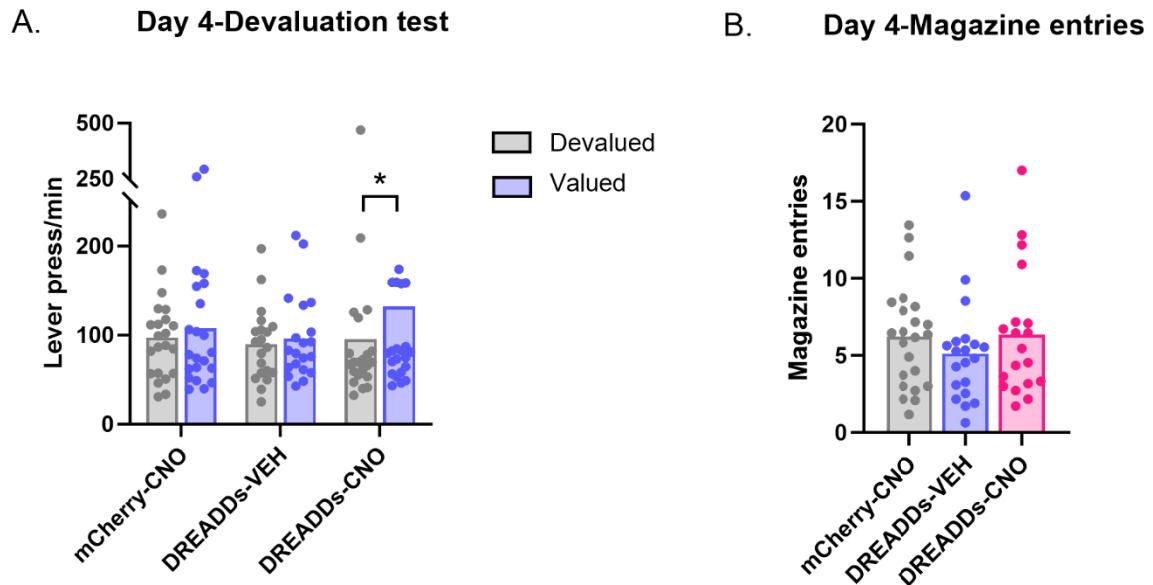 A.
Day 4-Devaluation test
Lever press/min
500
250
200
100
0
*
mCherry-CNO
DREADDs-VEH
DREADDs-CNO
Devalued
Valued
B.
Day 4-Magazine entries
Magazine entries
20
15
10
5
0
mCherry-CNO
DREADDs-VEH
DREADDs-CNO